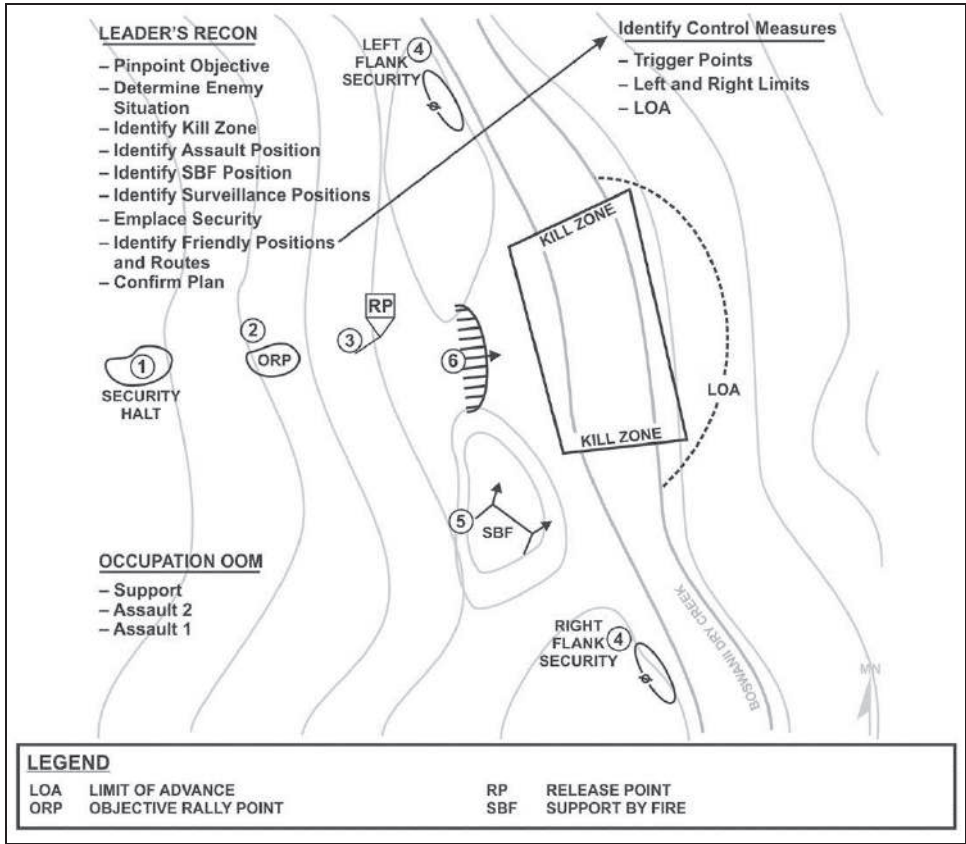 LEADER'S RECON
– Pinpoint Objective
– Determine Enemy
Situation
– Identify Kill Zone
– Identify Assault Position
– Identify SBF Position
– Identify Surveillance Positions
– Emplace Security
– Identify Friendly Positions
and Routes
– Confirm Plan
LEFT
FLANK
SECURITY
4
Identify Control Measures
– Trigger Points
– Left and Right Limits
– LOA
KILL ZONE
RP
3
2
ORP
1
SECURITY
HALT
6
LOA
KILL ZONE
5
SBF
OCCUPATION OOM
– Support
– Assault 2
– Assault 1
RIGHT
FLANK
SECURITY
4
BOSWANII DRY CREEK
MN
LEGEND
LOA LIMIT OF ADVANCE
ORP OBJECTIVE RALLY POINT
RP RELEASE POINT
SBF SUPPORT BY FIRE